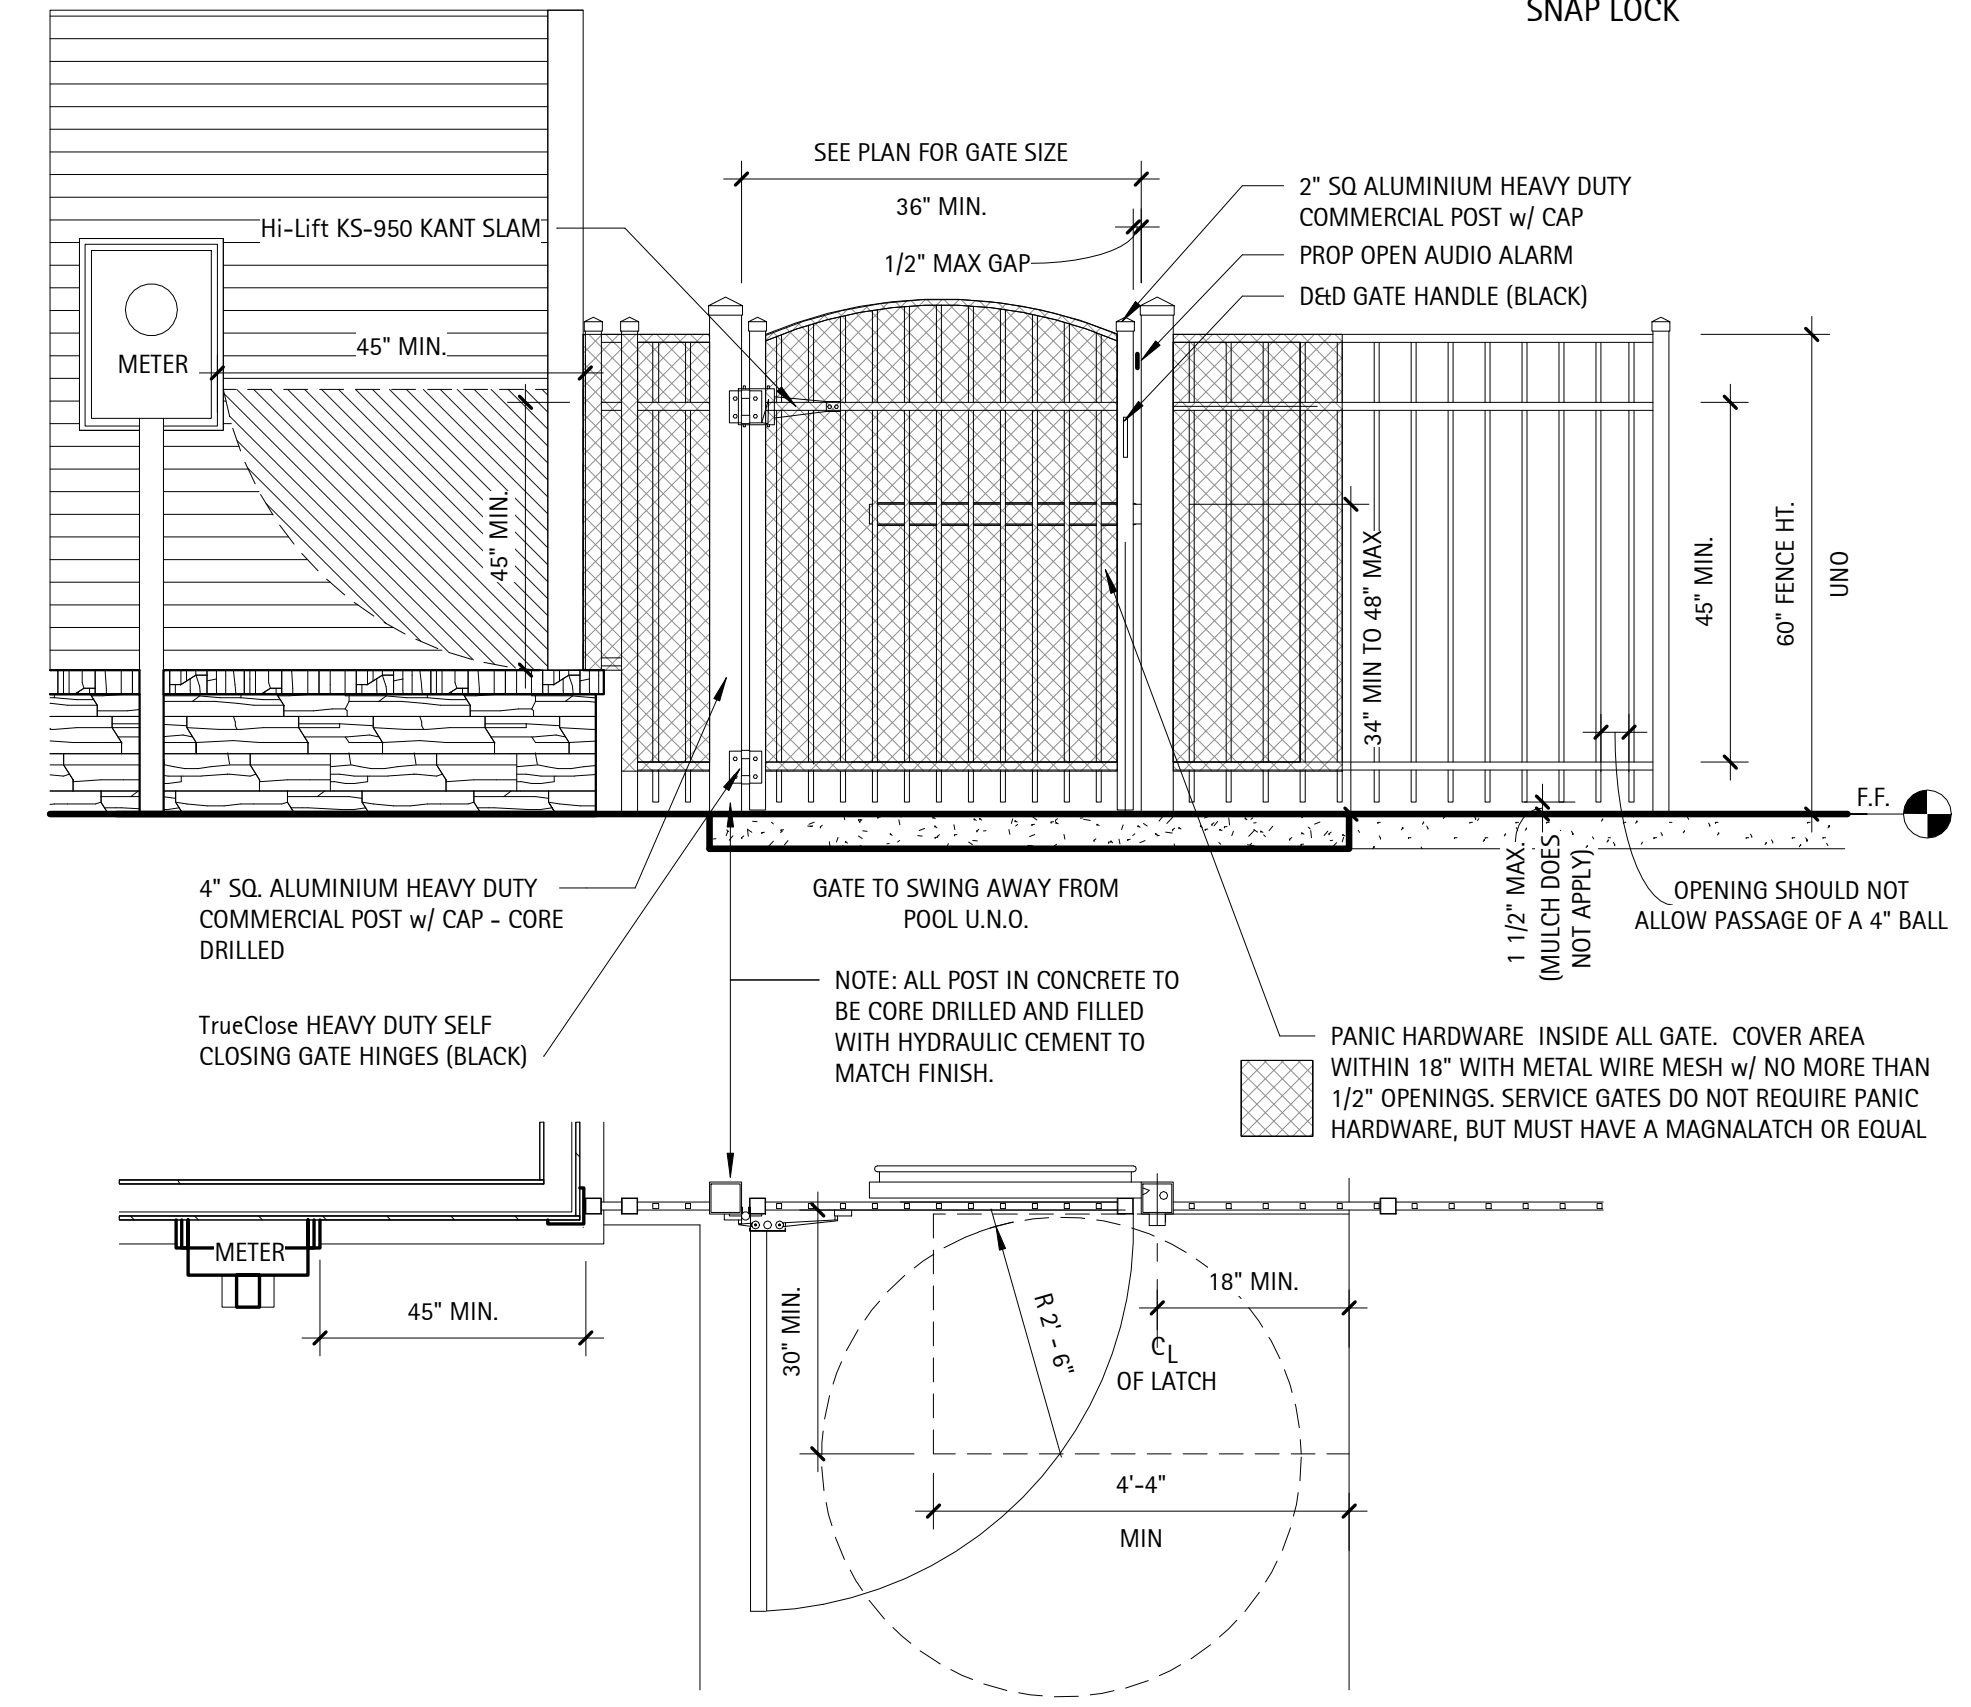 SNAP LOCK
SEE PLAN FOR GATE SIZE
36" MIN.
1/2" MAX GAP
2" SQ ALUMINIUM HEAVY DUTY
COMMERCIAL POST w/ CAP
PROP OPEN AUDIO ALARM
D&D GATE HANDLE (BLACK)
Hi-Lift KS-950 KANT SLAM
METER
45" MIN.
45" MIN.
34" MIN TO 48" MAX
45" MIN.
60" FENCE HT.
UNO
F.F.
4" SQ. ALUMINIUM HEAVY DUTY
COMMERCIAL POST w/ CAP - CORE
DRILLED
TrueClose HEAVY DUTY SELF
CLOSING GATE HINGES (BLACK)
GATE TO SWING AWAY FROM
POOL U.N.O.
NOTE: ALL POST IN CONCRETE TO
BE CORE DRILLED AND FILLED
WITH HYDRAULIC CEMENT TO
MATCH FINISH.
1 1/2" MAX.
(MULCH DOES
NOT APPLY)
OPENING SHOULD NOT
ALLOW PASSAGE OF A 4" BALL
PANIC HARDWARE  INSIDE ALL GATE.  COVER AREA
WITHIN 18" WITH METAL WIRE MESH w/ NO MORE THAN
1/2" OPENINGS. SERVICE GATES DO NOT REQUIRE PANIC
HARDWARE, BUT MUST HAVE A MAGNALATCH OR EQUAL
METER
45" MIN.
30" MIN.
R 2' - 6"
18" MIN.
CL
OF LATCH
4'-4"
MIN